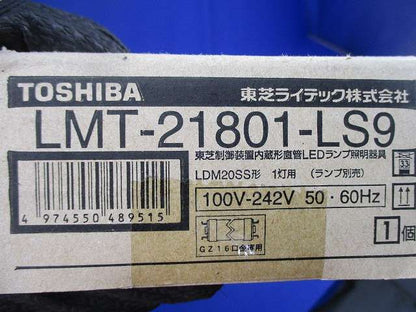 TOSHIBA 東芝ライテック株式会社
LMT-21801-LS9
東芝制御装置内蔵形直管LEDランプ照明器具
LDM20SS形 1灯用 (ランプ別売)
100V-242V 50・60Hz
4 974550 489515
GZ16口金専用
1個